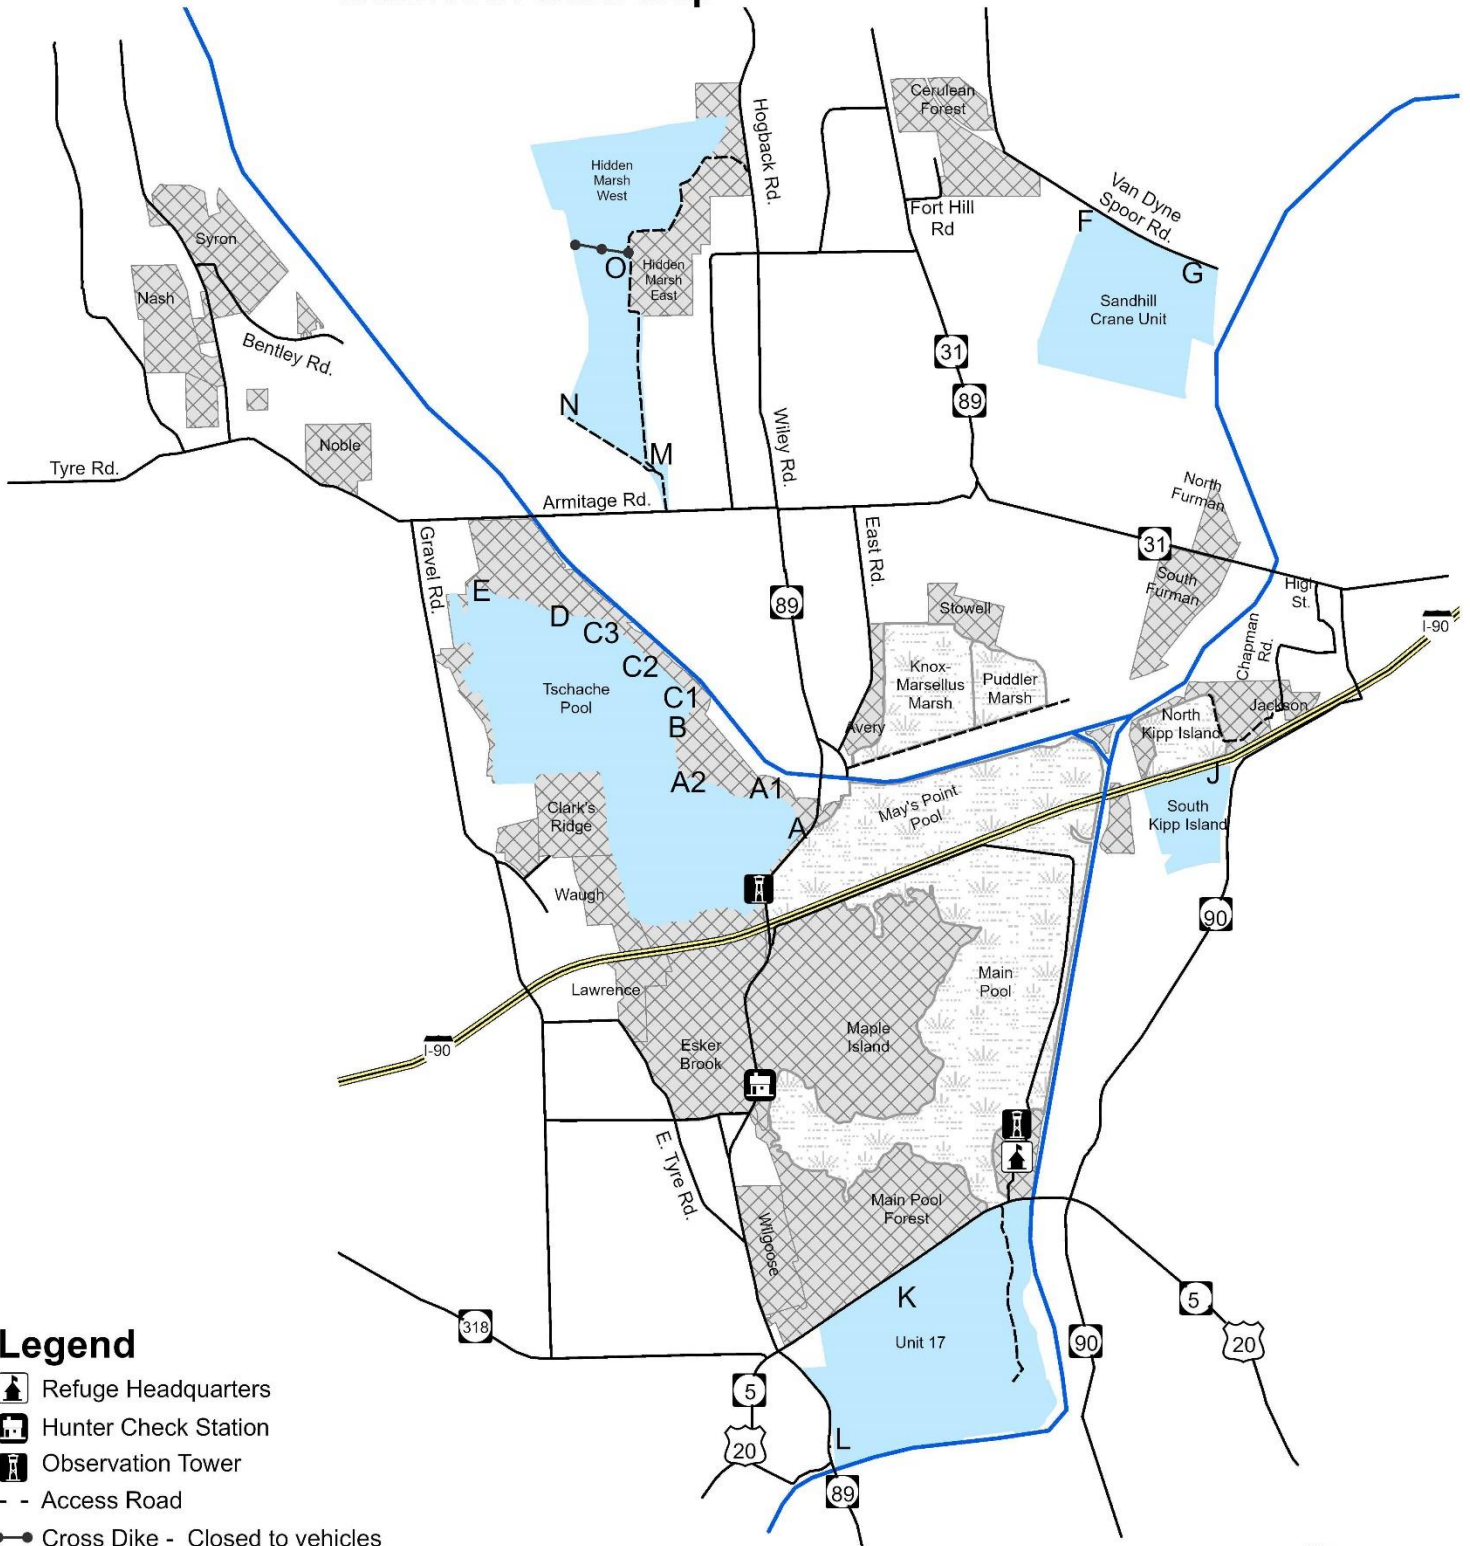 Cerulean
Forest
Hogback Rd.
Hidden
Marsh
West
Van Dyne
Spoor Rd.
Fort Hill
Rd
F
Syron
O
Hidden
Marsh
East
G
Nash
Sandhill
Crane Unit
Bentley Rd.
31
89
N
Wiley Rd.
Noble
M
Tyre Rd.
North
Furman
Armitage Rd.
Gravel Rd.
East Rd.
31
South
Furman
E
High
St.
89
D
Stowell
I-90
C3
C2
Chapman
Rd.
Knox-
Marsellus
Marsh
Puddler
Marsh
Tschache
Pool
C1
B
Avery
North
Kipp Island
Jackson
A2
A1
J
May's Point
Pool
Clark's
Ridge
South
Kipp Island
A
Waugh
90
Main
Pool
Lawrence
Maple
Island
I-90
Esker
Brook
E. Tyre Rd.
Main Pool
Forest
Wilgoose
K
5
318
Unit 17
90
20
5
L
20
89
Legend
Refuge Headquarters
Hunter Check Station
Observation Tower
Access Road
Cross Dike - Closed to vehicles